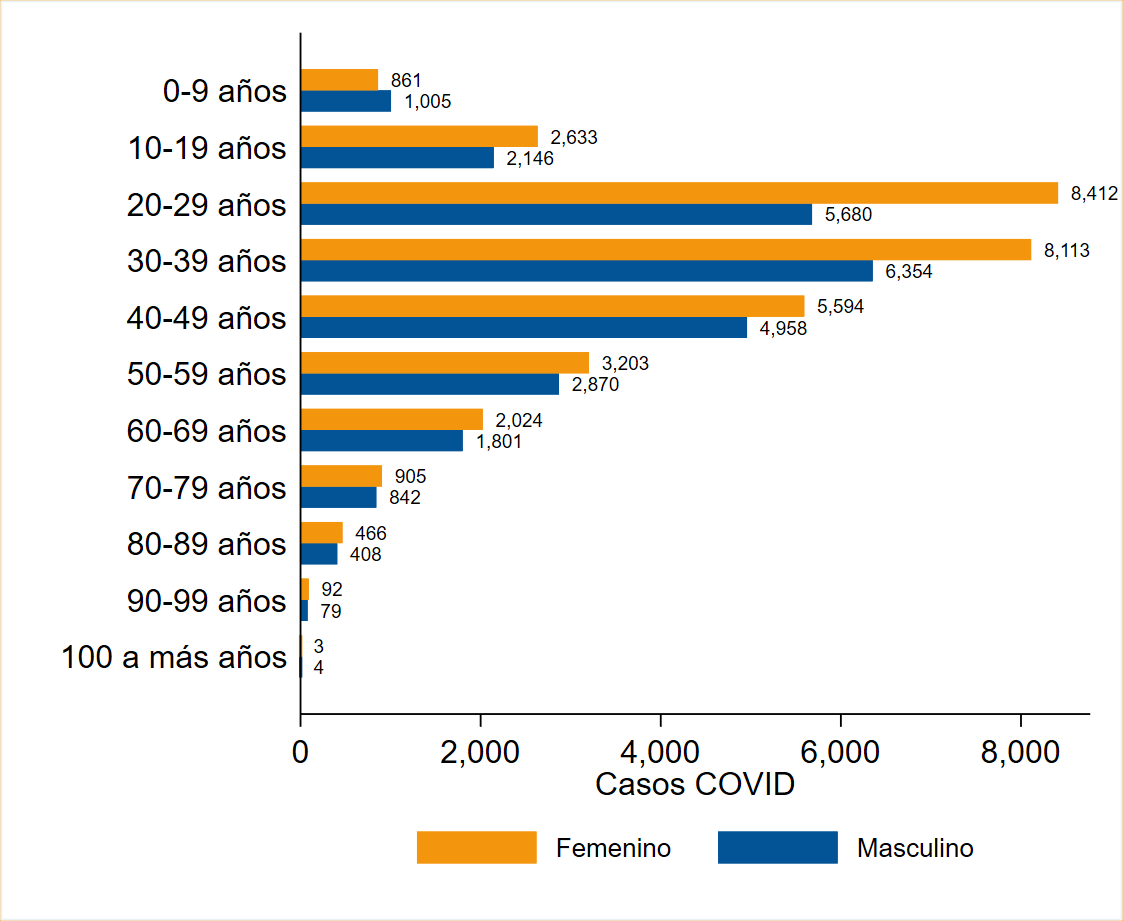 0-9 años
861
1,005
10-19 años
2,633
2,146
20-29 años
8,412
5,680
30-39 años
8,113
6,354
40-49 años
5,594
4,958
50-59 años
3,203
2,870
60-69 años
2,024
1,801
70-79 años
905
842
80-89 años
466
408
90-99 años
92
79
100 a más años
3
4
0 2,000 4,000 6,000 8,000
Casos COVID
Femenino Masculino